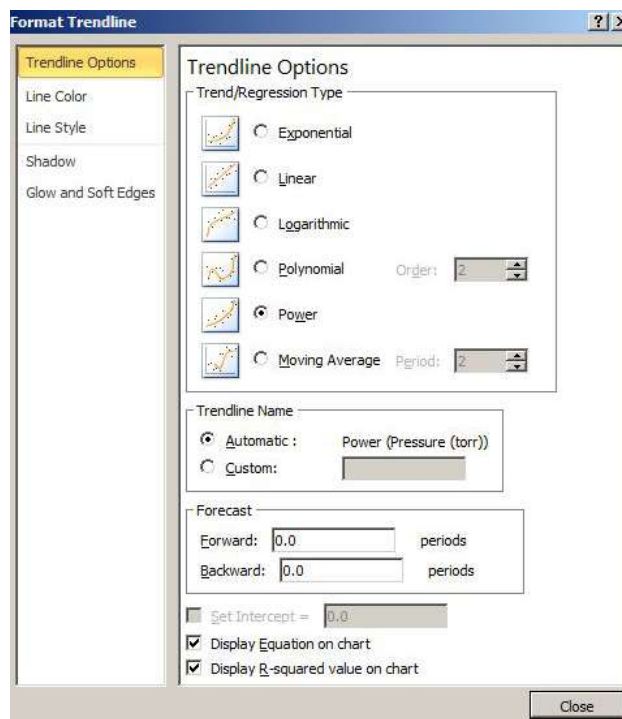 Format Trendline
Trendline Options
Line Color
Line Style
Shadow
Glow and Soft Edges
Trendline Options
Trend/Regression Type
Exponential
Linear
Logarithmic
Polynomial Order: 2
Power
Moving Average Period: 2
Trendline Name
Automatic : Power (Pressure (torr))
Custom:
Forecast
Forward: 0.0 periods
Backward: 0.0 periods
Set Intercept = 0.0
Display Equation on chart
Display R-squared value on chart
Close